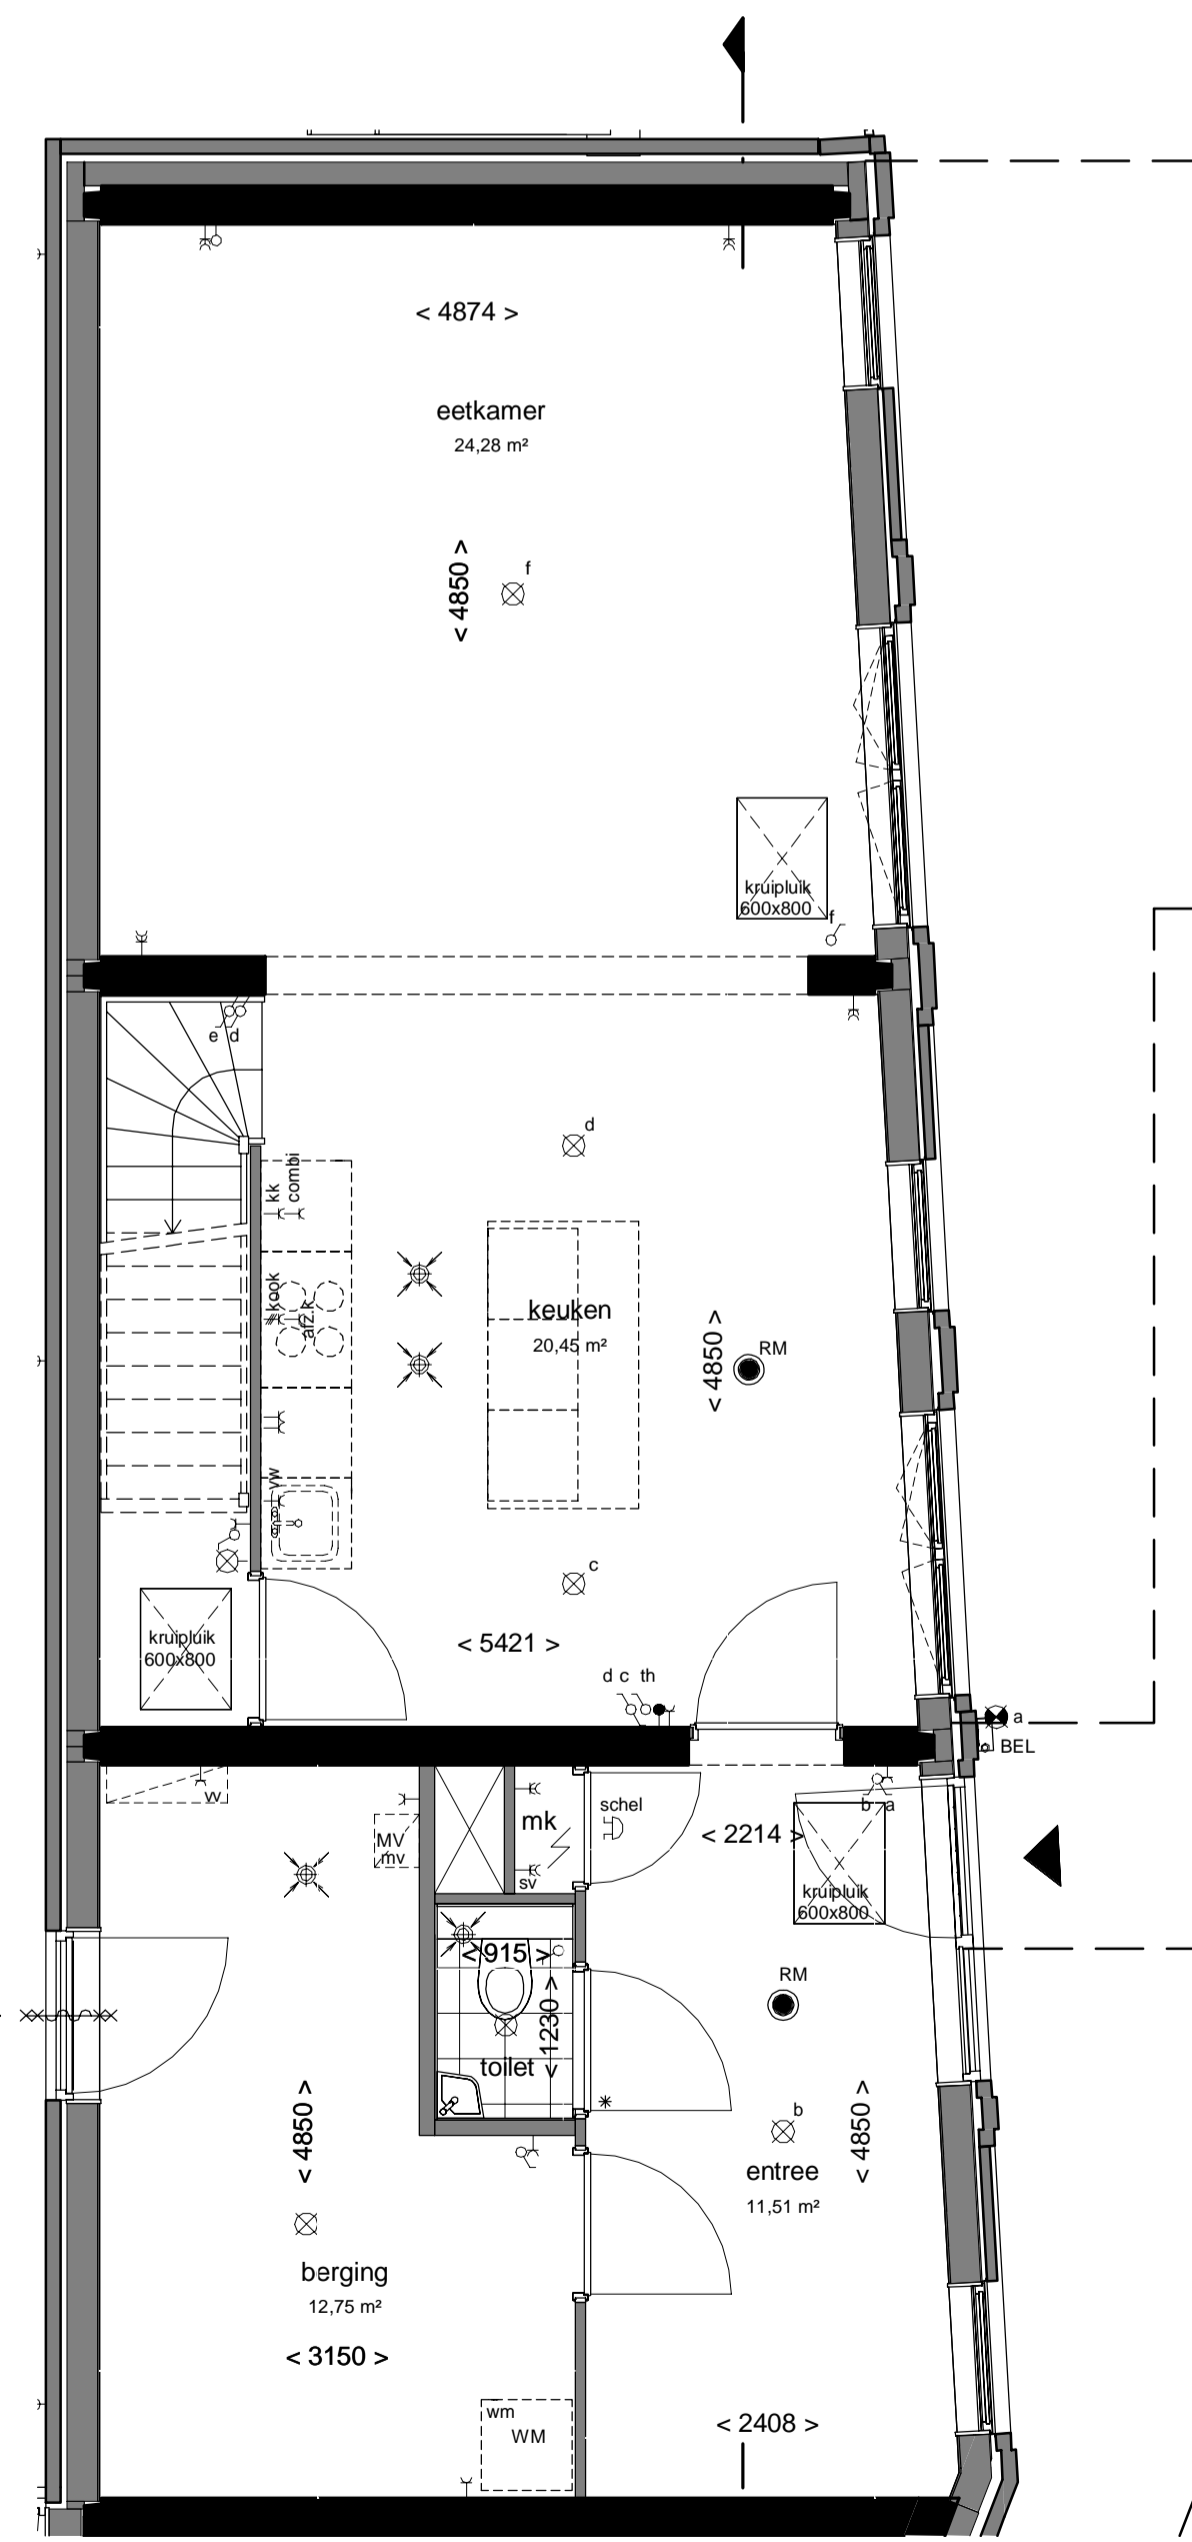 < 4874 >
eetkamer
24,28 m²
< 4850 >
f
kruipluik
600x800
f
e d
d
kk
combi
kook
afz.k
keuken
20,45 m²
< 4850 >
RM
vw
c
kruipluik
600x800
< 5421 >
d c th
a
BEL
vv
MV
mv
mk
sv
schel
< 2214 >
b a
kruipluik
600x800
< 915 >
< 1230 >
toilet
RM
b
< 4850 >
entree
11,51 m²
< 4850 >
berging
12,75 m²
< 3150 >
wm
WM
< 2408 >